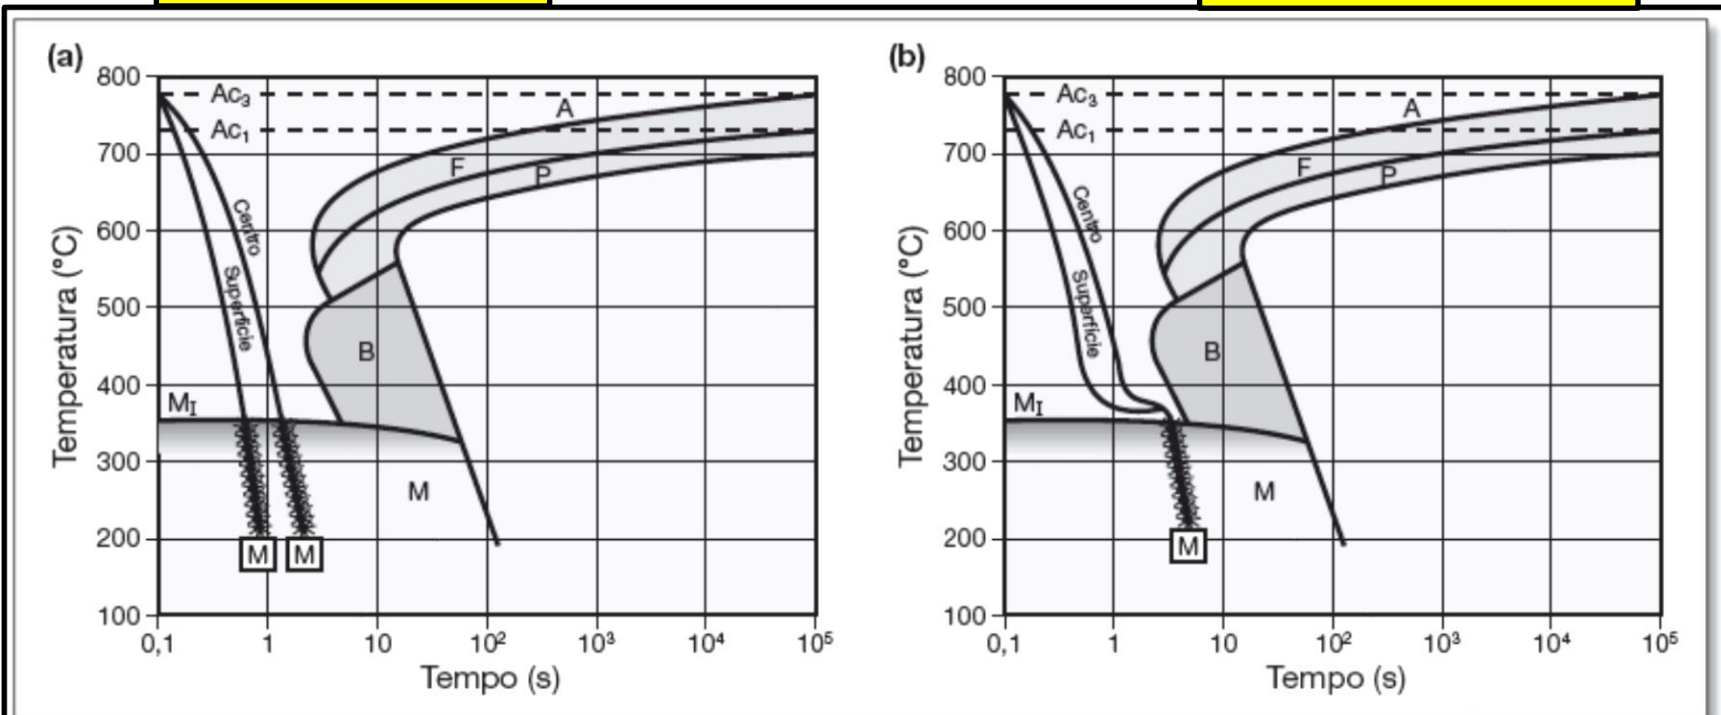 (a)
800
700
600
500
400
300
200
100
Temperatura (°C)
Ac₃
Ac₁
A
F
P
Centro
Superfície
B
M_I
M
M
M
0,1
1
10
10²
10³
10⁴
10⁵
Tempo (s)
(b)
800
700
600
500
400
300
200
100
Temperatura (°C)
Ac₃
Ac₁
A
F
P
Centro
Superfície
B
M_I
M
M
0,1
1
10
10²
10³
10⁴
10⁵
Tempo (s)